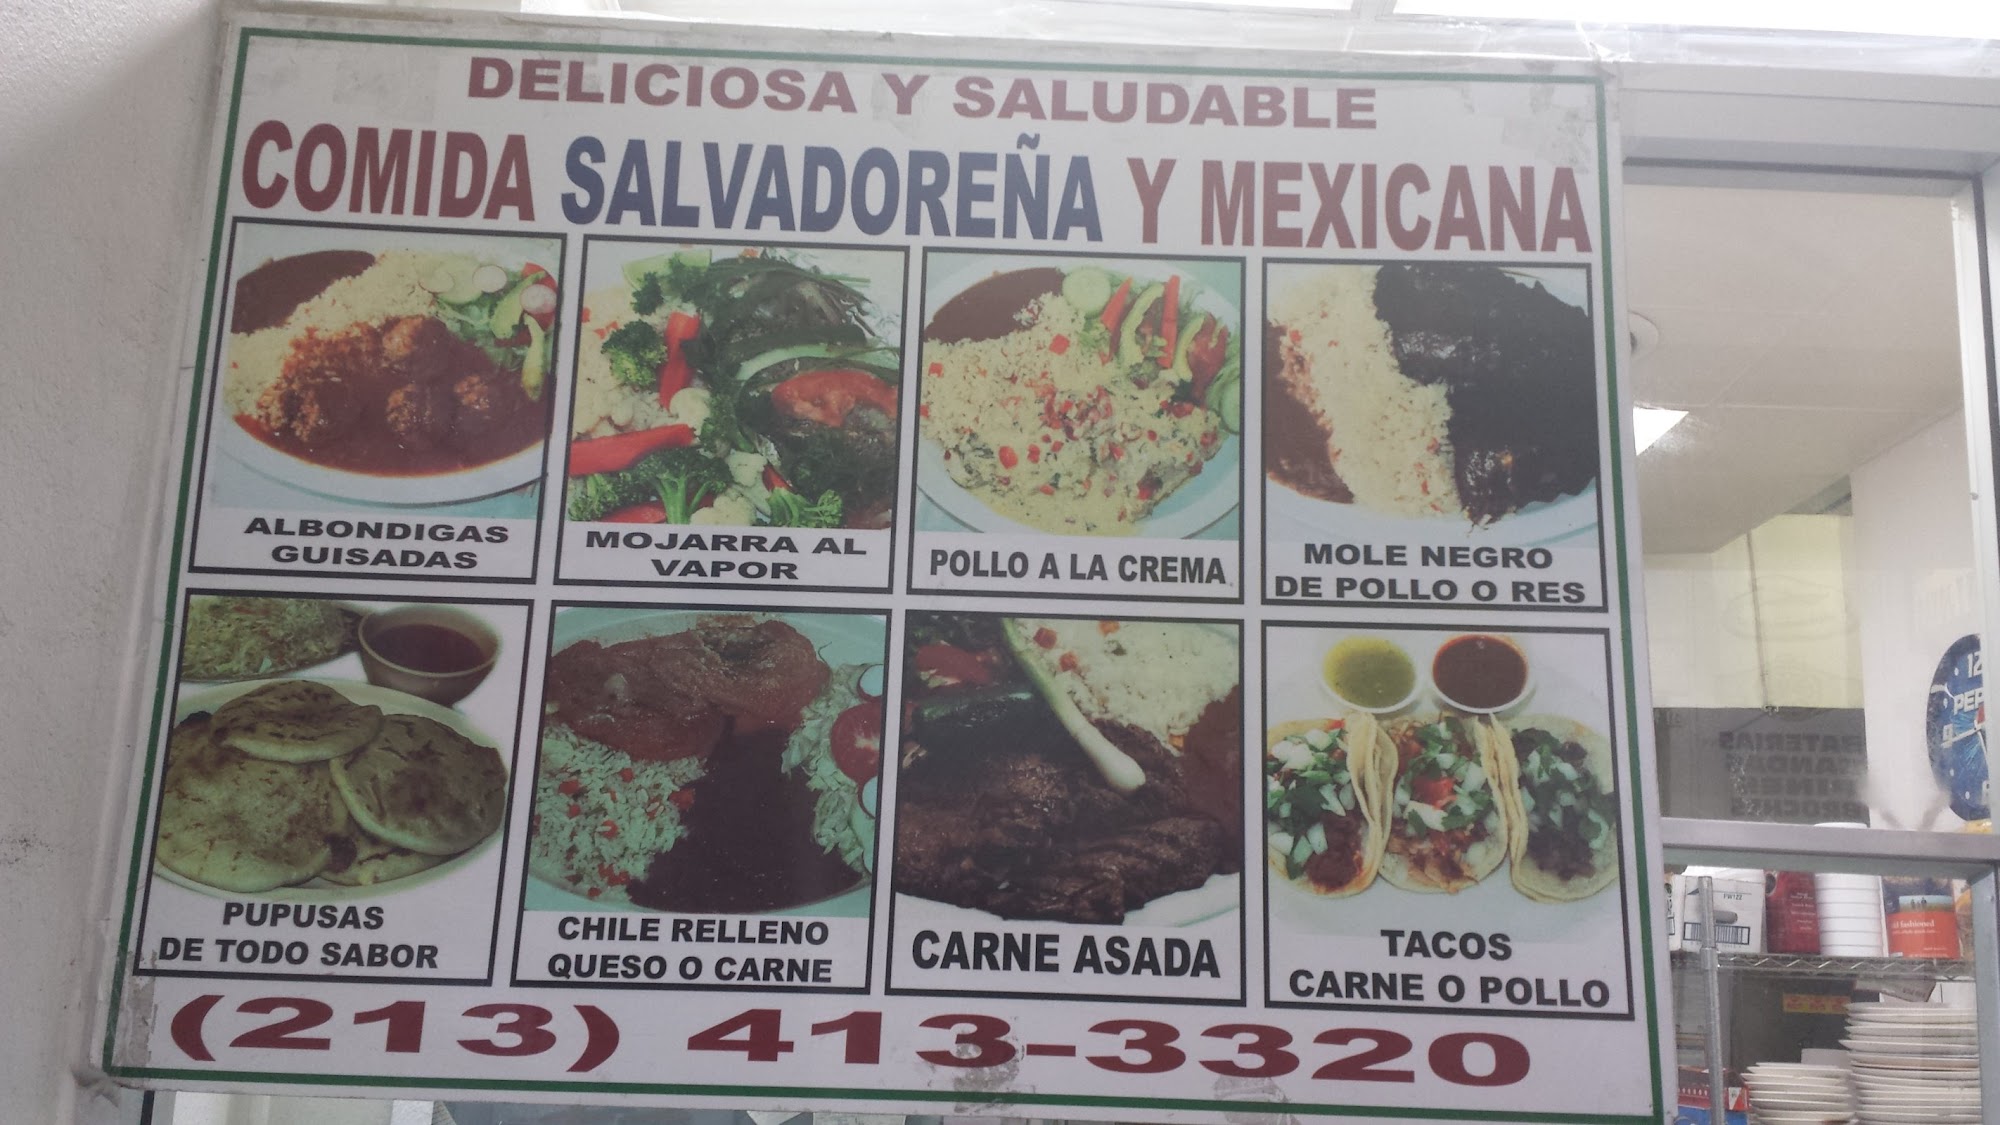 DELICIOSA Y SALUDABLE
COMIDA SALVADOREÑA Y MEXICANA
ALBONDIGAS
GUISADAS
MOJARRA AL
VAPOR
POLLO A LA CREMA
MOLE NEGRO
DE POLLO O RES
PUPUSAS
DE TODO SABOR
CHILE RELLENO
QUESO O CARNE
CARNE ASADA
TACOS
CARNE O POLLO
(213) 413-3320
12